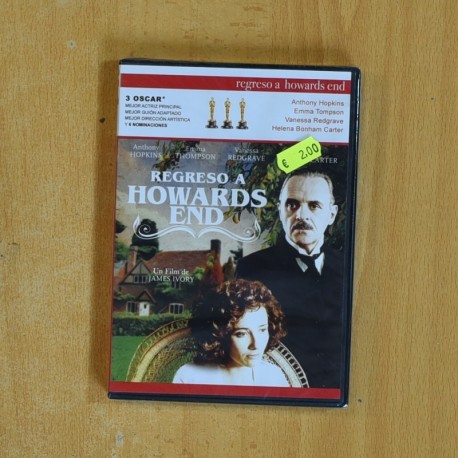 regreso a howards end
3 OSCAR*
MEJOR ACTRIZ PRINCIPAL
MEJOR GUIÓN ADAPTADO
MEJOR DIRECCIÓN ARTÍSTICA
Y 9 NOMINACIONES
Anthony Hopkins
Emma Tompson
Vanessa Redgrave
Helena Bonham Carter
Anthony HOPKINS
Emma THOMPSON
Vanessa REDGRAVE
CARTER
€ 2,00
REGRESO A
HOWARDS
END
Un Film de
JAMES IVORY